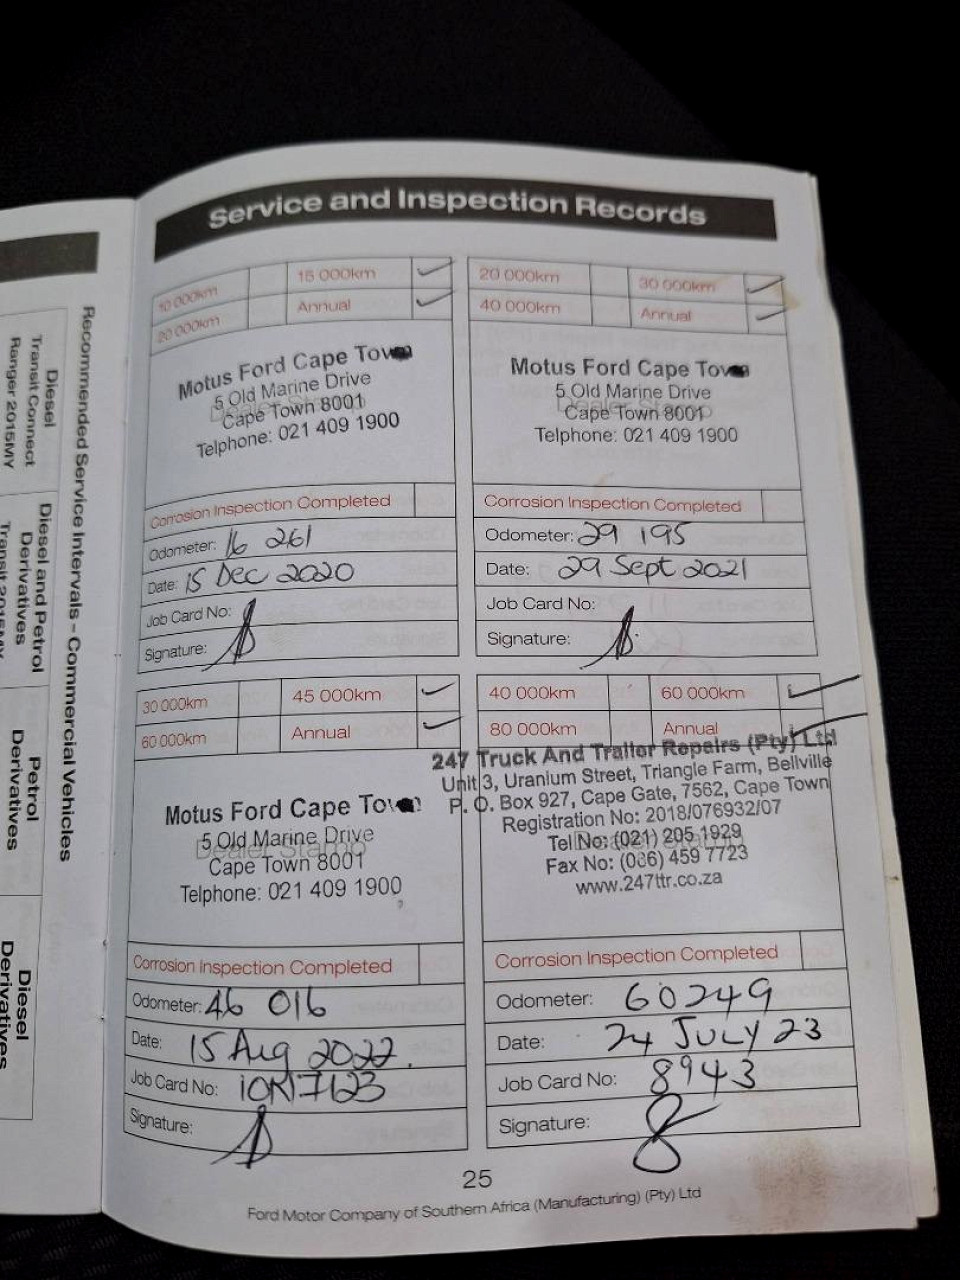 Service and Inspection Records
10 000km 15 000km ✓
20 000km Annual ✓
Motus Ford Cape Town
5 Old Marine Drive
Dealer Stamp
Cape Town 8001
Telphone: 021 409 1900
Corrosion Inspection Completed
Odometer: 16 261
Date: 15 Dec 2020
Job Card No:
Signature:
20 000km 30 000km ✓
40 000km Annual ✓
Motus Ford Cape Town
5 Old Marine Drive
Dealer Stamp
Cape Town 8001
Telphone: 021 409 1900
Corrosion Inspection Completed
Odometer: 29 195
Date: 29 Sept 2021
Job Card No:
Signature:
30 000km 45 000km ✓
60 000km Annual ✓
Motus Ford Cape Town
5 Old Marine Drive
Dealer Stamp
Cape Town 8001
Telphone: 021 409 1900
Corrosion Inspection Completed
Odometer: 46 016
Date: 15 Aug 2022
Job Card No:
Signature:
40 000km 60 000km ✓
80 000km Annual ✓
247 Truck And Trailor Repairs (Pty) Ltd
Unit 3, Uranium Street, Triangle Farm, Bellville
P. O. Box 927, Cape Gate, 7562, Cape Town
Registration No: 2018/076932/07
Tel No: (021) 205 1929
Fax No: (086) 459 7723
www.247ttr.co.za
Corrosion Inspection Completed
Odometer: 60249
Date: 24 JULY 23
Job Card No: 8943
Signature:
25
Ford Motor Company of Southern Africa (Manufacturing) (Pty) Ltd
Recommended Service Intervals - Commercial Vehicles
Diesel
Transit Connect
Ranger 2015MY
Diesel and Petrol
Derivatives
Transit 2015MY
Petrol
Derivatives
Diesel
Derivatives